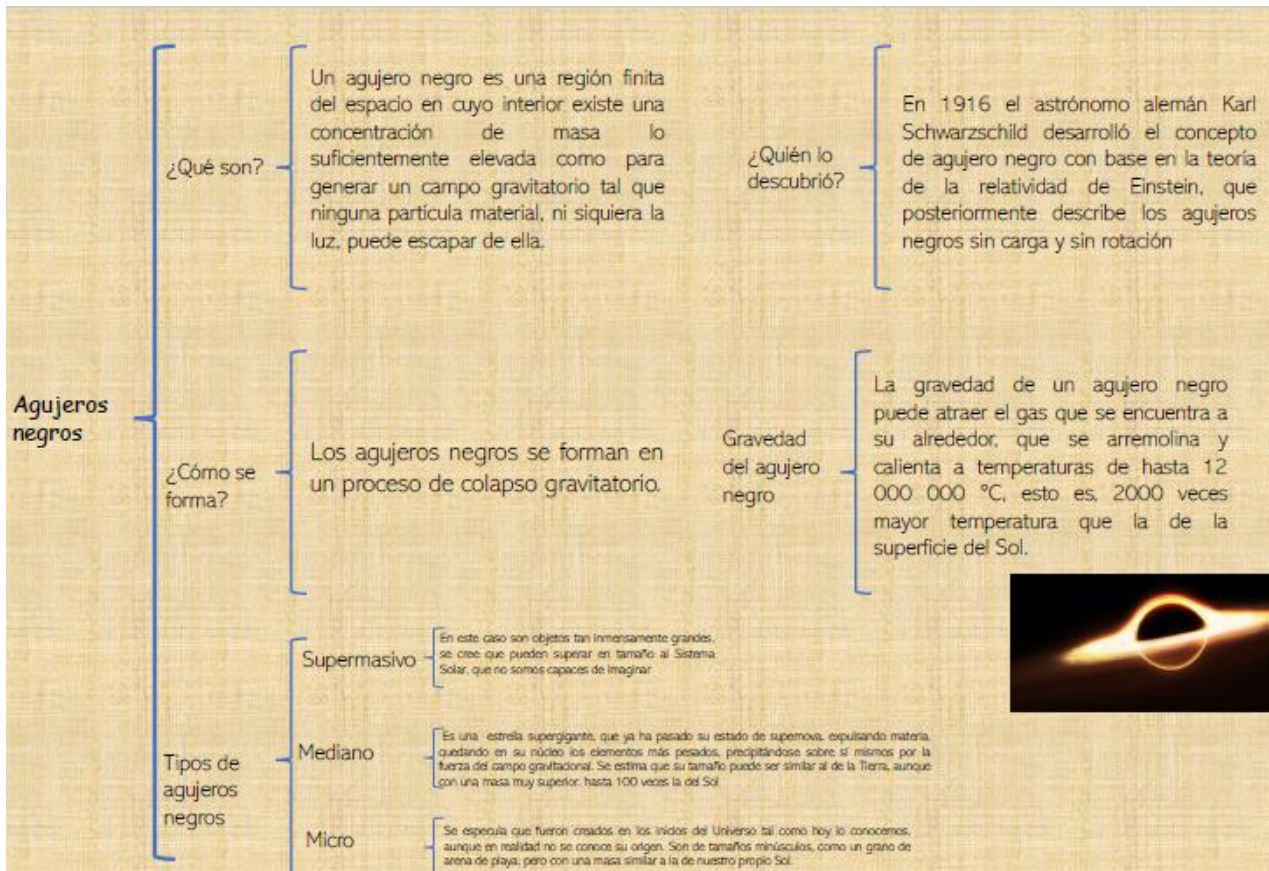 Agujeros
negros
¿Qué son?
Un agujero negro es una región finita
del espacio en cuyo interior existe una
concentración de masa lo
suficientemente elevada como para
generar un campo gravitatorio tal que
ninguna partícula material, ni siquiera la
luz, puede escapar de ella.
¿Quién lo
descubrió?
En 1916 el astrónomo alemán Karl
Schwarzschild desarrolló el concepto
de agujero negro con base en la teoría
de la relatividad de Einstein, que
posteriormente describe los agujeros
negros sin carga y sin rotación
¿Cómo se
forma?
Los agujeros negros se forman en
un proceso de colapso gravitatorio.
Gravedad
del agujero
negro
La gravedad de un agujero negro
puede atraer el gas que se encuentra a
su alrededor, que se arremolina y
calienta a temperaturas de hasta 12
000 000 °C, esto es, 2000 veces
mayor temperatura que la de la
superficie del Sol.
Tipos de
agujeros
negros
Supermasivo
En este caso son objetos tan inmensamente grandes,
se cree que pueden superar en tamaño al Sistema
Solar, que no somos capaces de imaginar
Mediano
Es una estrella supergigante, que ya ha pasado su estado de supernova, expulsando materia,
quedando en su núcleo los elementos más pesados, precipitándose sobre sí mismos por la
fuerza del campo gravitacional. Se estima que su tamaño puede ser similar al de la Tierra, aunque
con una masa muy superior, hasta 100 veces la del Sol
Micro
Se especula que fueron creados en los inicios del Universo tal como hoy lo conocemos,
aunque en realidad no se conoce su origen. Son de tamaños minúsculos, como un grano de
arena de playa, pero con una masa similar a la de nuestro propio Sol.